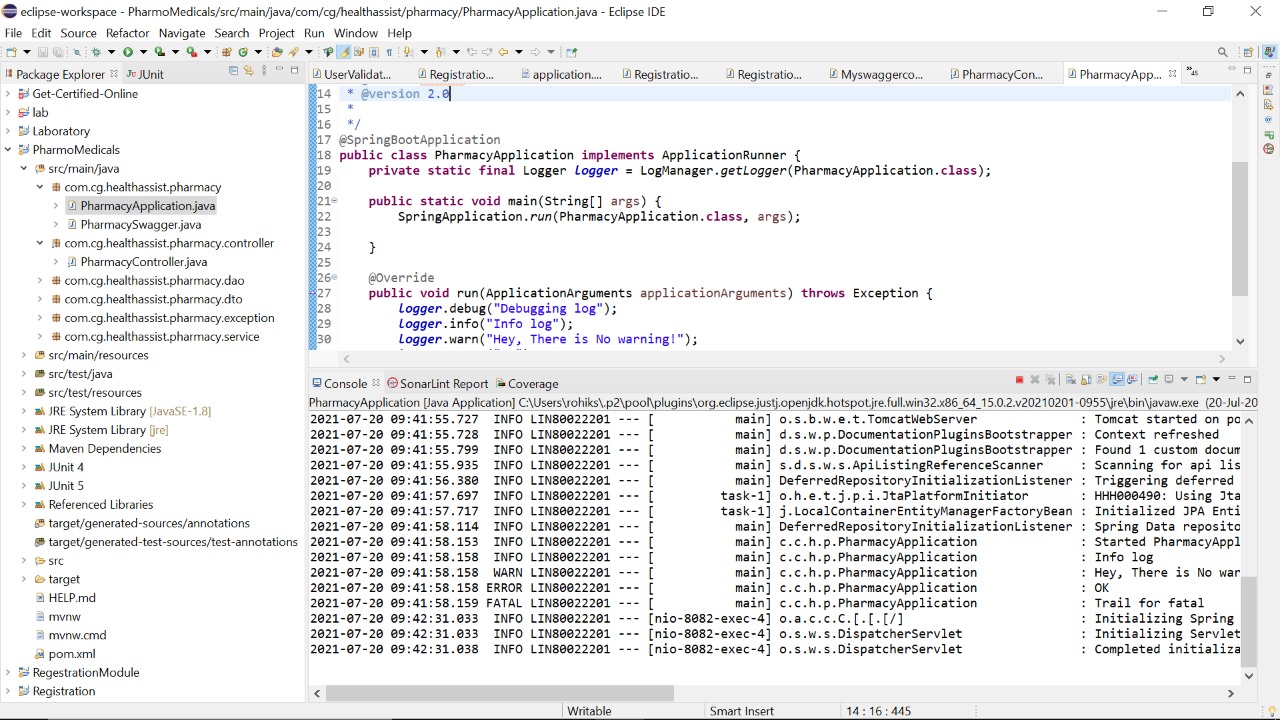 eclipse-workspace - PharmoMedicals/src/main/java/com/cg/healthassist/pharmacy/PharmacyApplication.java - Eclipse IDE
File Edit Source Refactor Navigate Search Project Run Window Help
Package Explorer JUnit
Get-Certified-Online
lab
Laboratory
PharmoMedicals
src/main/java
com.cg.healthassist.pharmacy
PharmacyApplication.java
PharmacySwagger.java
com.cg.healthassist.pharmacy.controller
PharmacyController.java
com.cg.healthassist.pharmacy.dao
com.cg.healthassist.pharmacy.dto
com.cg.healthassist.pharmacy.exception
com.cg.healthassist.pharmacy.service
src/main/resources
src/test/java
src/test/resources
JRE System Library [JavaSE-1.8]
JRE System Library [jre]
Maven Dependencies
JUnit 4
JUnit 5
Referenced Libraries
target/generated-sources/annotations
target/generated-test-sources/test-annotations
src
target
HELP.md
mvnw
mvnw.cmd
pom.xml
RegestrationModule
Registration
UserValidat... Registratio... application.... Registratio... Registratio... Myswaggerco... PharmacyCon... PharmacyApp... »45
14 * @version 2.0
15 *
16 */
17 @SpringBootApplication
18 public class PharmacyApplication implements ApplicationRunner {
19 private static final Logger logger = LogManager.getLogger(PharmacyApplication.class);
20
21 public static void main(String[] args) {
22 SpringApplication.run(PharmacyApplication.class, args);
23
24 }
25
26 @Override
27 public void run(ApplicationArguments applicationArguments) throws Exception {
28 logger.debug("Debugging log");
29 logger.info("Info log");
30 logger.warn("Hey, There is No warning!");
Console SonarLint Report Coverage
PharmacyApplication [Java Application] C:\Users\rohiks\.p2\pool\plugins\org.eclipse.justj.openjdk.hotspot.jre.full.win32.x86_64_15.0.2.v20210201-0955\jre\bin\javaw.exe (20-Jul-20
2021-07-20 09:41:55.727 INFO LIN80022201 --- [ main] o.s.b.w.e.t.TomcatWebServer : Tomcat started on po
2021-07-20 09:41:55.728 INFO LIN80022201 --- [ main] d.s.w.p.DocumentationPluginsBootstrapper : Context refreshed
2021-07-20 09:41:55.799 INFO LIN80022201 --- [ main] d.s.w.p.DocumentationPluginsBootstrapper : Found 1 custom docum
2021-07-20 09:41:55.935 INFO LIN80022201 --- [ main] s.d.s.w.s.ApiListingReferenceScanner : Scanning for api lis
2021-07-20 09:41:56.380 INFO LIN80022201 --- [ main] DeferredRepositoryInitializationListener : Triggering deferred
2021-07-20 09:41:57.697 INFO LIN80022201 --- [ task-1] o.h.e.t.j.p.i.JtaPlatformInitiator : HHH000490: Using Jta
2021-07-20 09:41:57.717 INFO LIN80022201 --- [ task-1] j.LocalContainerEntityManagerFactoryBean : Initialized JPA Enti
2021-07-20 09:41:58.114 INFO LIN80022201 --- [ main] DeferredRepositoryInitializationListener : Spring Data reposito
2021-07-20 09:41:58.153 INFO LIN80022201 --- [ main] c.c.h.p.PharmacyApplication : Started PharmacyAppl
2021-07-20 09:41:58.158 INFO LIN80022201 --- [ main] c.c.h.p.PharmacyApplication : Info log
2021-07-20 09:41:58.158 WARN LIN80022201 --- [ main] c.c.h.p.PharmacyApplication : Hey, There is No war
2021-07-20 09:41:58.158 ERROR LIN80022201 --- [ main] c.c.h.p.PharmacyApplication : OK
2021-07-20 09:41:58.159 FATAL LIN80022201 --- [ main] c.c.h.p.PharmacyApplication : Trail for fatal
2021-07-20 09:42:31.033 INFO LIN80022201 --- [nio-8082-exec-4] o.a.c.c.C.[.[.[/] : Initializing Spring
2021-07-20 09:42:31.033 INFO LIN80022201 --- [nio-8082-exec-4] o.s.w.s.DispatcherServlet : Initializing Servlet
2021-07-20 09:42:31.038 INFO LIN80022201 --- [nio-8082-exec-4] o.s.w.s.DispatcherServlet : Completed initializa
Writable Smart Insert 14 : 16 : 445